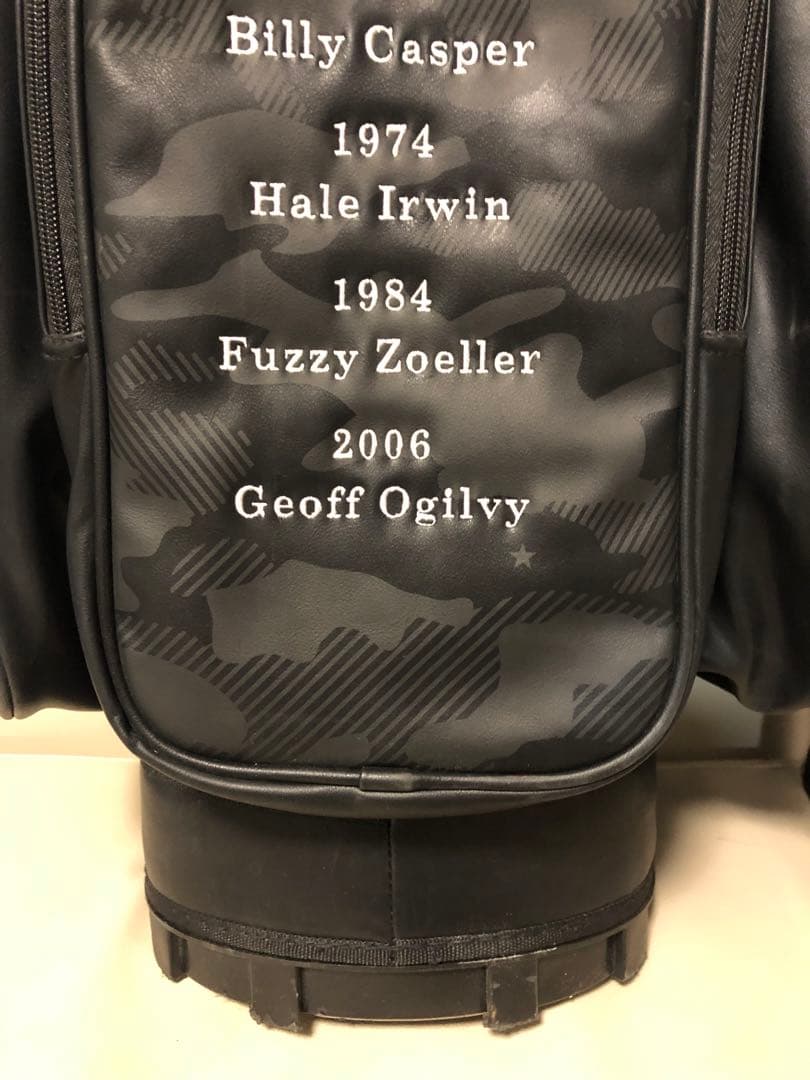 Billy Casper
1974
Hale Irwin
1984
Fuzzy Zoeller
2006
Geoff Ogilvy